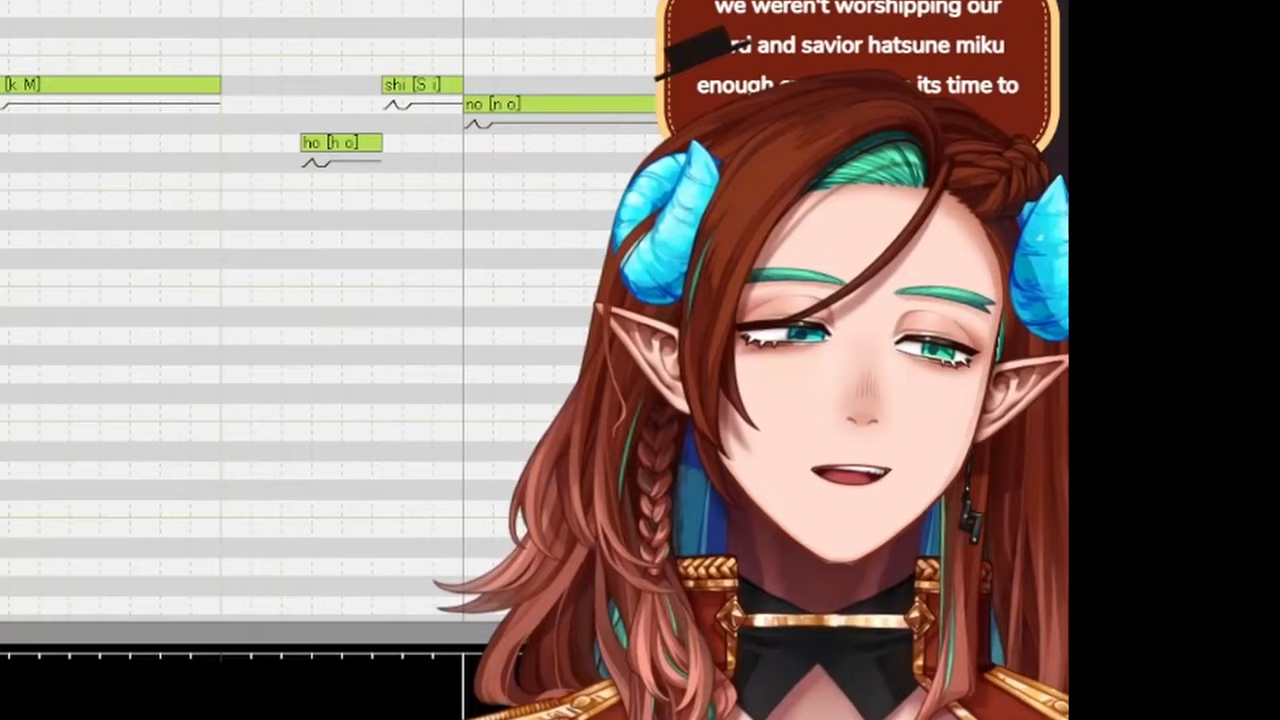 we weren't worshipping our
and savior hatsune miku
enough its time to
[k M]
shi [S i]
no [n o]
ho [h o]